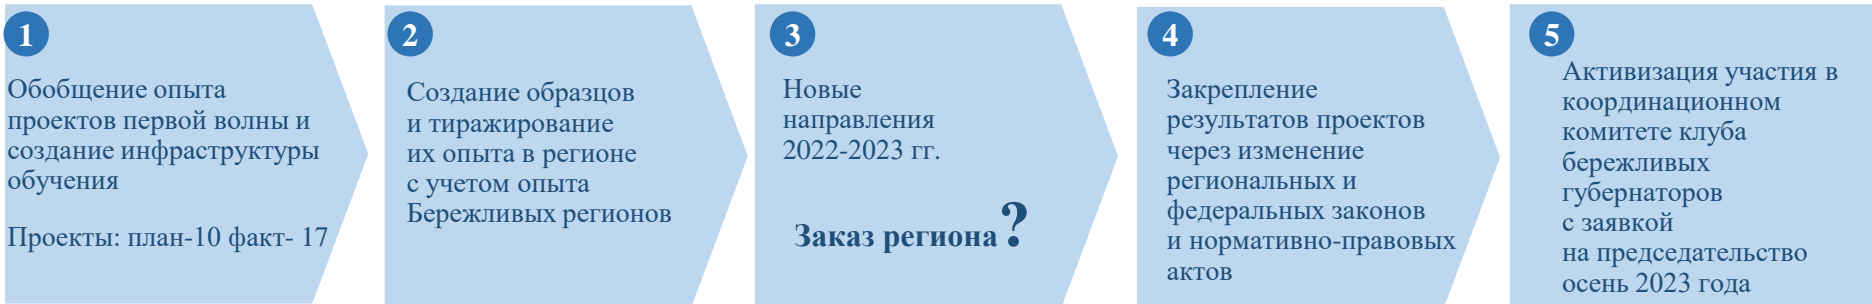 1
Обобщение опыта
проектов первой волны и
создание инфраструктуры
обучения
Проекты: план-10 факт- 17
2
Создание образцов
и тиражирование
их опыта в регионе
с учетом опыта
Бережливых регионов
3
Новые
направления
2022-2023 гг.
Заказ региона ?
4
Закрепление
результатов проектов
через изменение
региональных и
федеральных законов
и нормативно-правовых
актов
5
Активизация участия в
координационном
комитете клуба
бережливых
губернаторов
с заявкой
на председательство
осень 2023 года